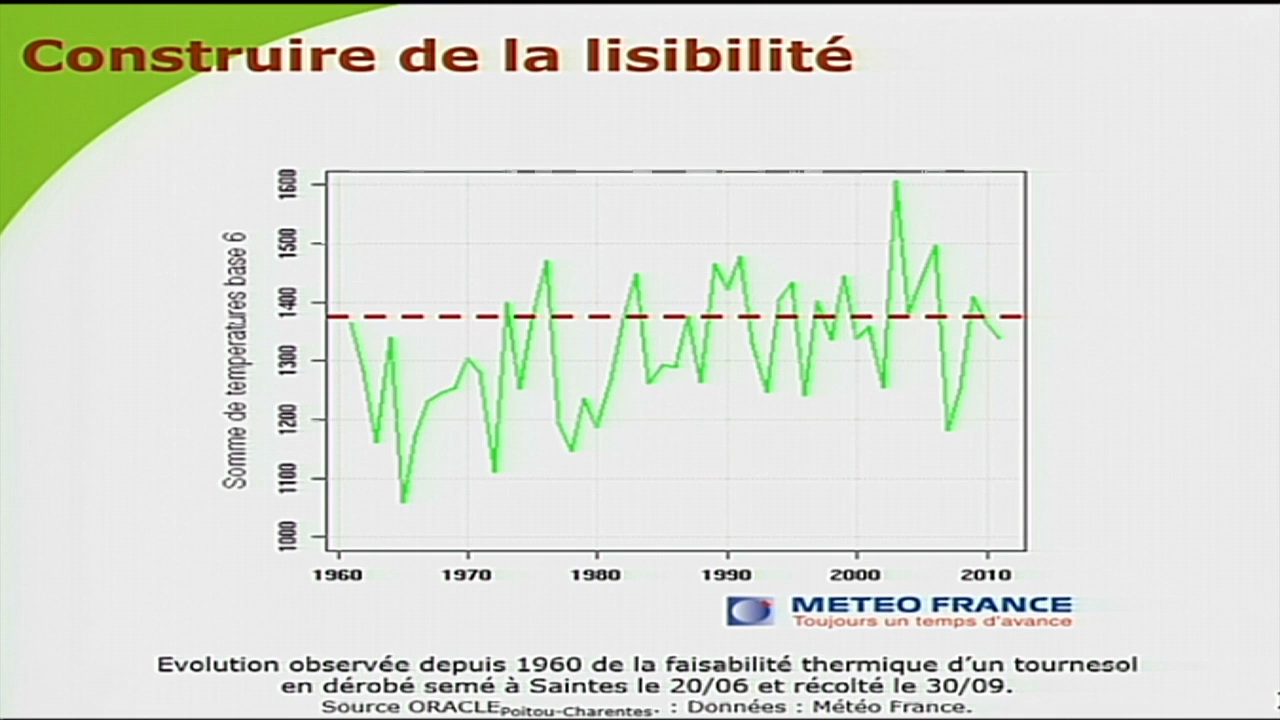 Construire de la lisibilité
1600
1500
1400
1300
1200
1100
1000
Somme de temperatures base 6
1960 1970 1980 1990 2000 2010
METEO FRANCE
Toujours un temps d'avance
Evolution observée depuis 1960 de la faisabilité thermique d'un tournesol
en dérobé semé à Saintes le 20/06 et récolté le 30/09.
Source ORACLE Poitou-Charentes. : Données : Météo France.